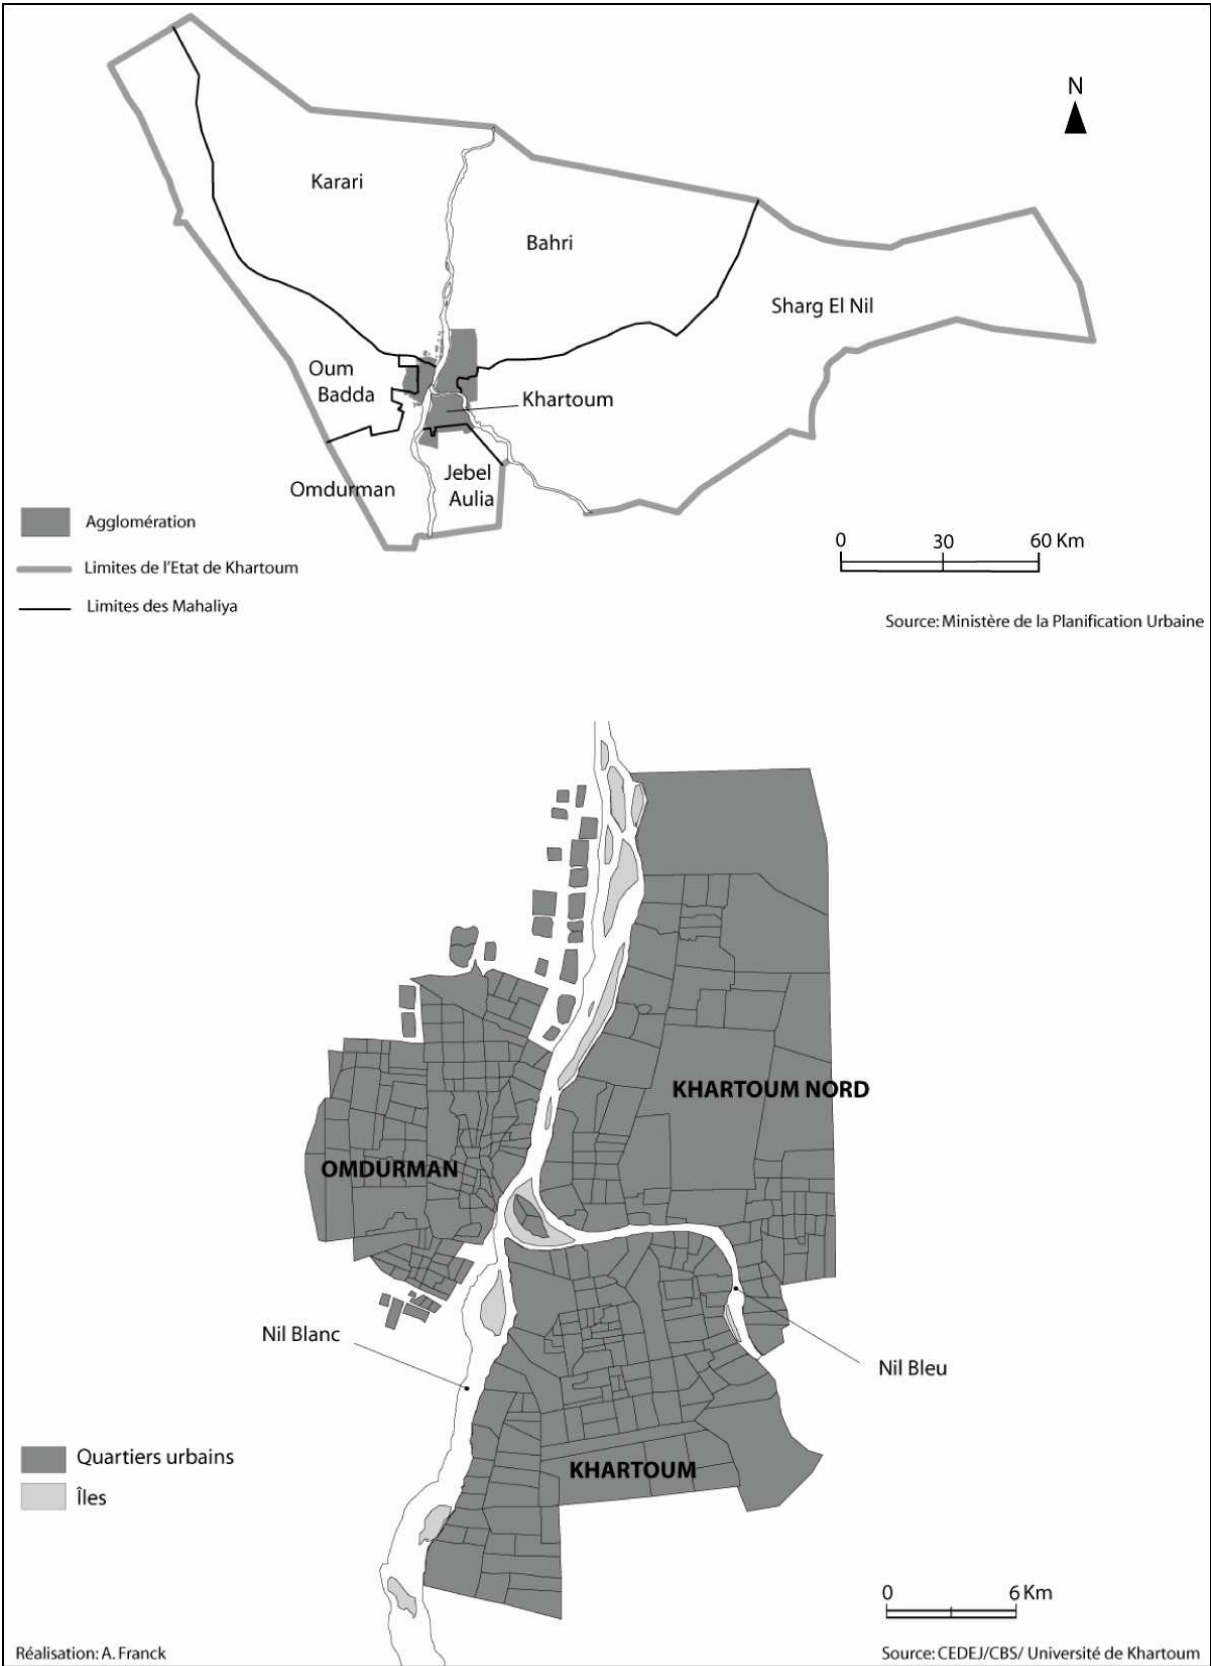 N
Karari
Bahri
Sharg El Nil
Oum
Badda
Khartoum
Jebel
Aulia
Omdurman
Agglomération
Limites de l'Etat de Khartoum
Limites des Mahaliya
0 30 60 Km
Source: Ministère de la Planification Urbaine
KHARTOUM NORD
OMDURMAN
Nil Blanc
Nil Bleu
Quartiers urbains
KHARTOUM
Îles
0 6 Km
Réalisation: A. Franck
Source: CEDEJ/CBS/ Université de Khartoum